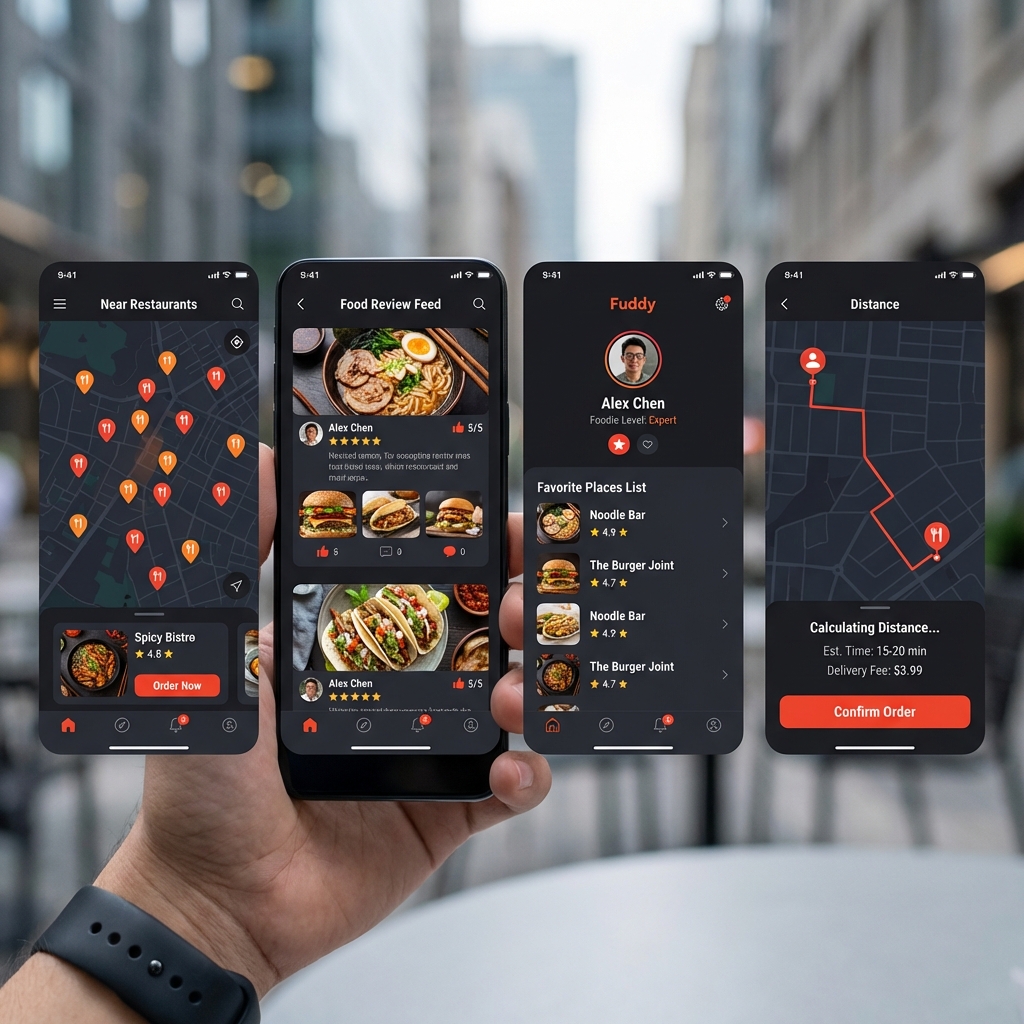 9:41
Near Restaurants
Spicy Bistre
★ 4.8 ★
Order Now
9:41
Food Review Feed
Alex Chen
★★★★★
5/5
5
0
0
Alex Chen
★★★★★
5/5
9:41
Fuddy
Alex Chen
Foodie Level: Expert
Favorite Places List
Noodle Bar
★ 4.9 ★
The Burger Joint
★ 4.7 ★
Noodle Bar
★ 4.9 ★
The Burger Joint
★ 4.7 ★
9:41
Distance
Calculating Distance...
Est. Time: 15-20 min
Delivery Fee: $3.99
Confirm Order